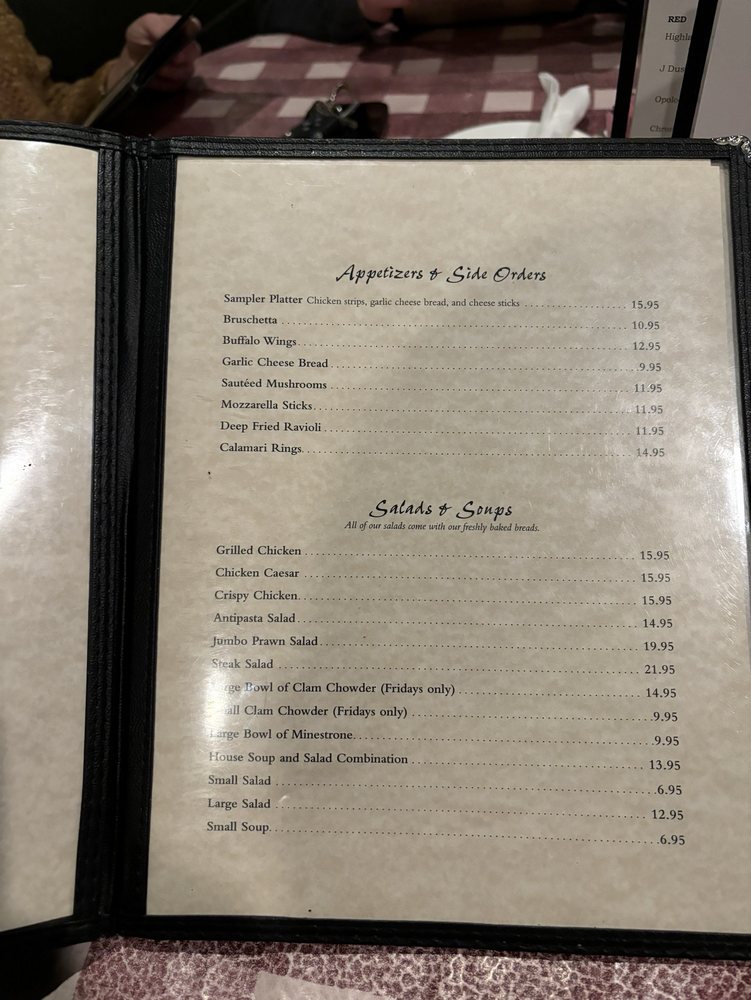 RED
Appetizers & Side Orders
Sampler Platter Chicken strips, garlic cheese bread, and cheese sticks 15.95
Bruschetta 10.95
Buffalo Wings 12.95
Garlic Cheese Bread 9.95
Sautéed Mushrooms 11.95
Mozzarella Sticks 11.95
Deep Fried Ravioli 11.95
Calamari Rings 14.95
Salads & Soups
All of our salads come with our freshly baked breads.
Grilled Chicken 15.95
Chicken Caesar 15.95
Crispy Chicken 15.95
Antipasta Salad 14.95
Jumbo Prawn Salad 19.95
Steak Salad 21.95
Large Bowl of Clam Chowder (Fridays only) 14.95
Small Clam Chowder (Fridays only) 9.95
Large Bowl of Minestrone 9.95
House Soup and Salad Combination 13.95
Small Salad 6.95
Large Salad 12.95
Small Soup 6.95